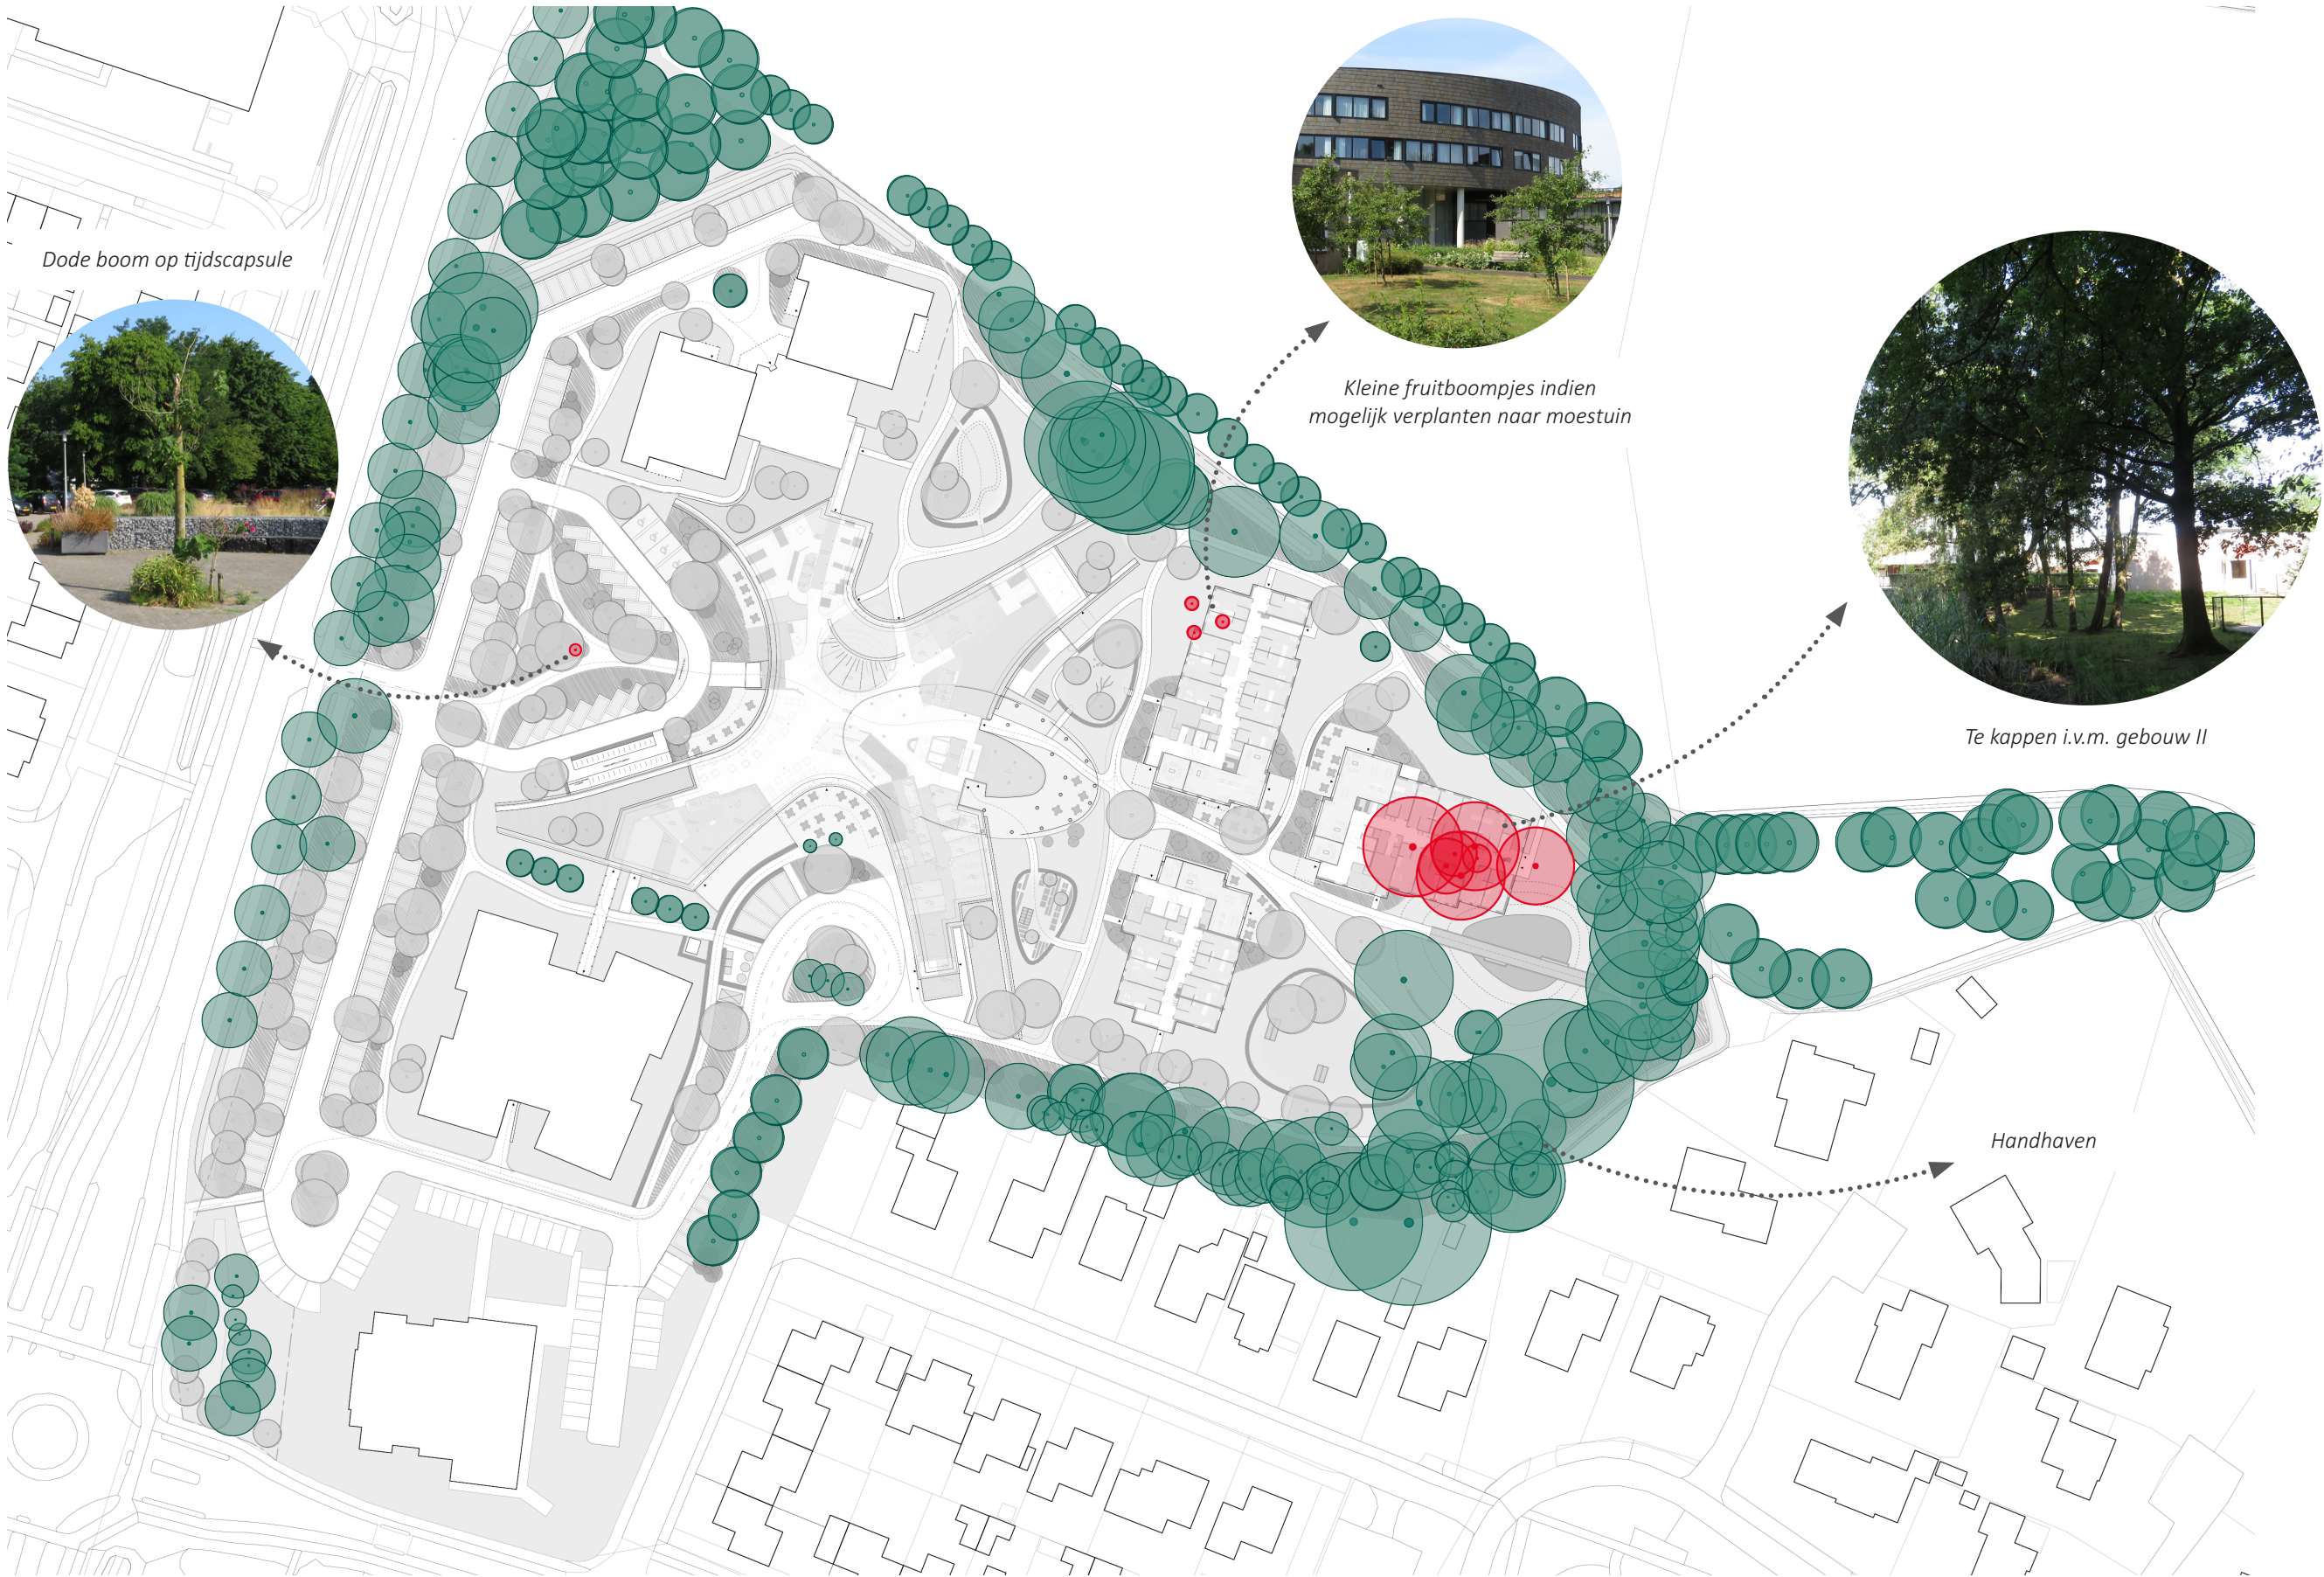 Dode boom op tijdscapsule
Kleine fruitboompjes indien
mogelijk verplanten naar moestuin
Te kappen i.v.m. gebouw II
Handhaven